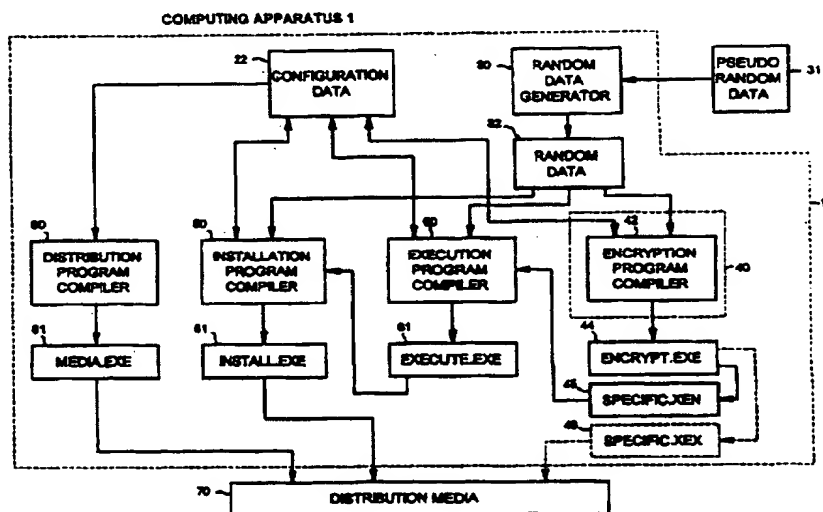 COMPUTING APPARATUS 1
22
CONFIGURATION
DATA
RANDOM
DATA
GENERATOR
PSEUDO
RANDOM
DATA
31
RANDOM
DATA
DISTRIBUTION
PROGRAM
COMPILER
INSTALLATION
PROGRAM
COMPILER
EXECUTION
PROGRAM
COMPILER
42
ENCRYPTION
PROGRAM
COMPILER
40
MEDIA.EXE
INSTALL.EXE
EXECUTE.EXE
44
ENCRYPT.EXE
SPECIFIC.XEN
SPECIFIC.XEX
70
DISTRIBUTION MEDIA